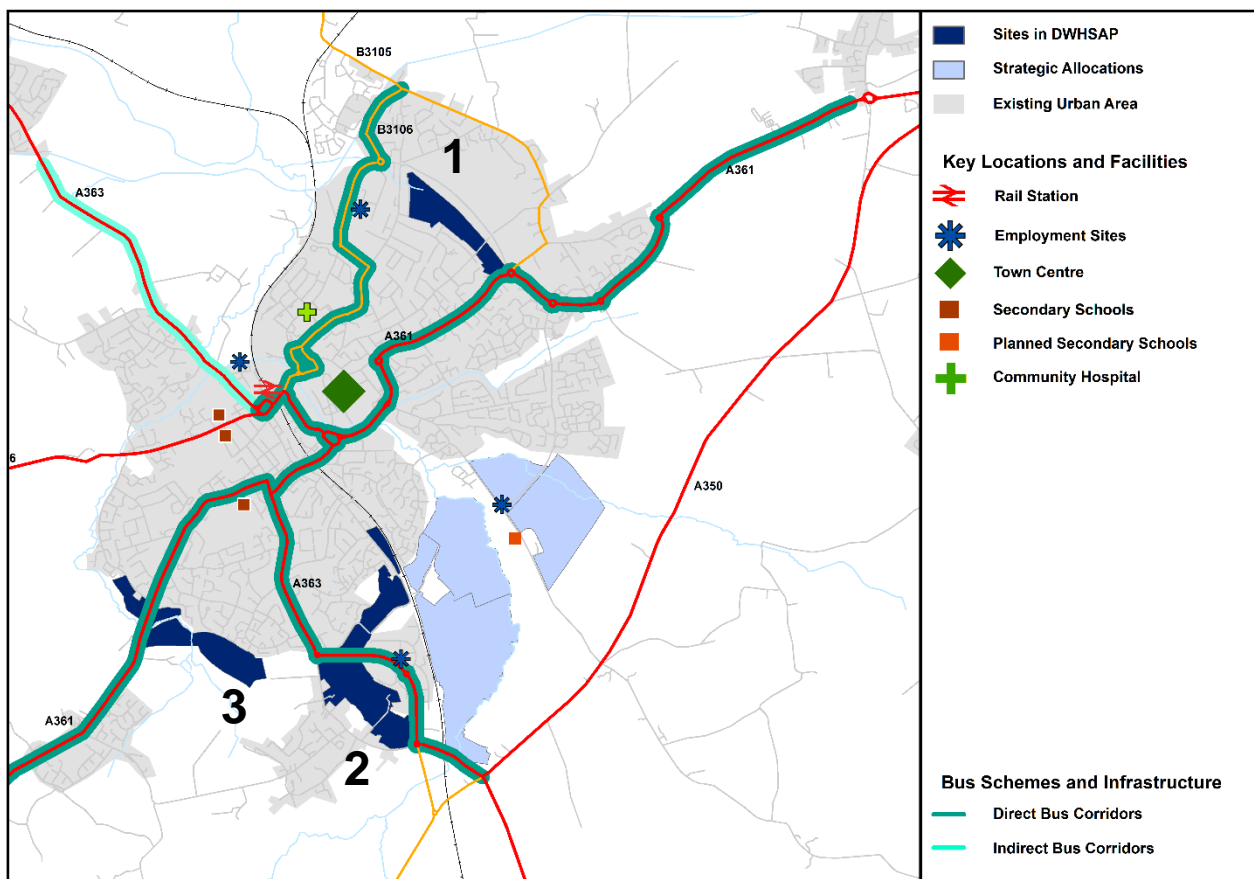 B3105
B3106
1
A361
A363
A361
6
A350
A363
3
A361
2
Sites in DWHSAP
Strategic Allocations
Existing Urban Area
Key Locations and Facilities
Rail Station
Employment Sites
Town Centre
Secondary Schools
Planned Secondary Schools
Community Hospital
Bus Schemes and Infrastructure
Direct Bus Corridors
Indirect Bus Corridors